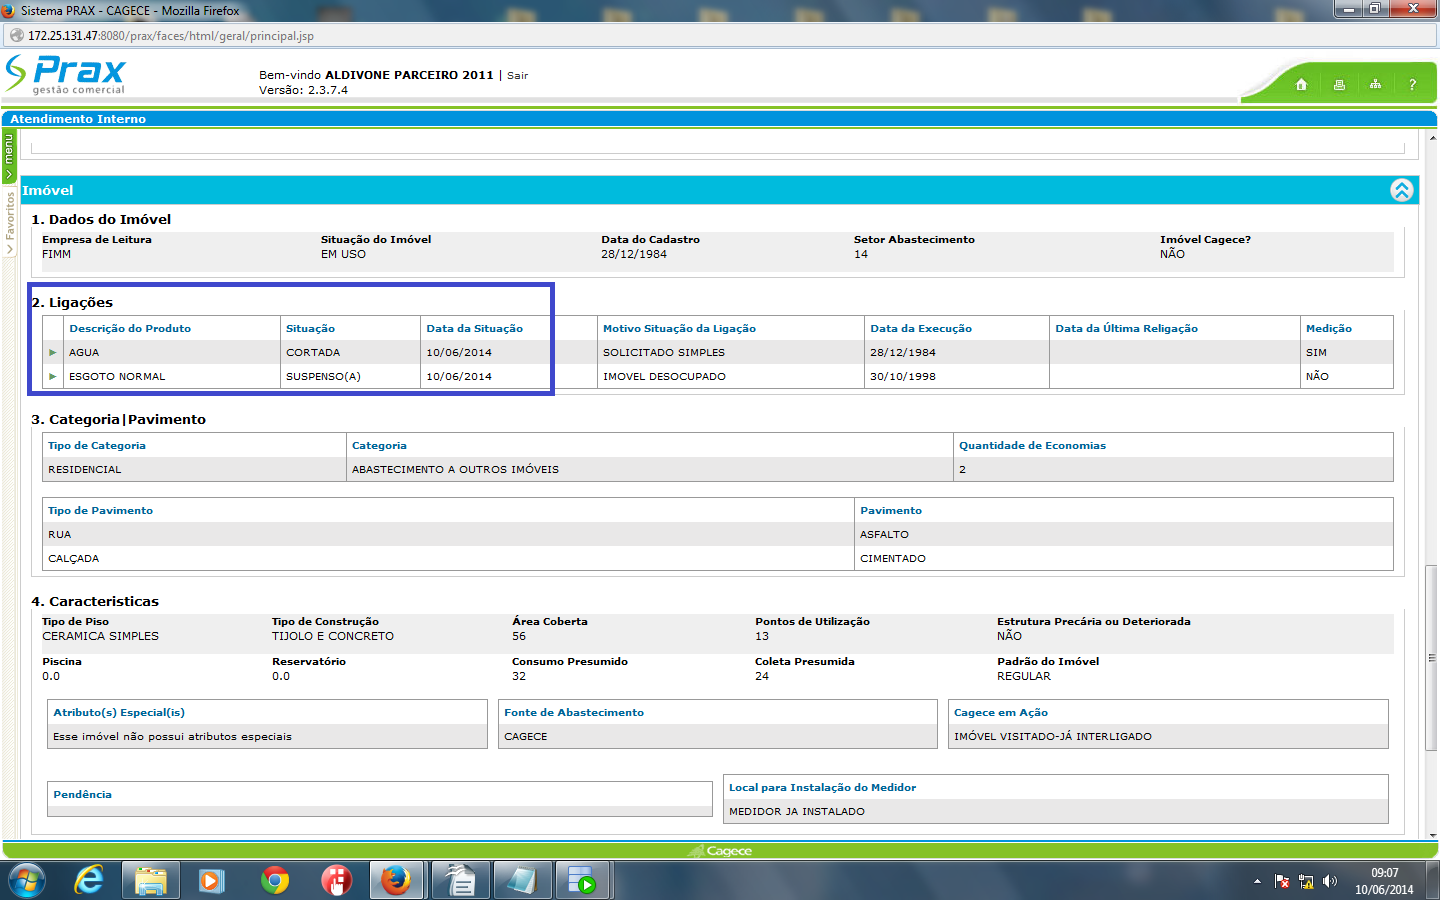 Sistema PRAX - CAGECE - Mozilla Firefox
172.25.131.47:8080/prax/faces/html/geral/principal.jsp
Prax
gestão comercial
Bem-vindo ALDIVONE PARCEIRO 2011 | Sair
Versão: 2.3.7.4
?
Atendimento Interno
menu
Favoritos
Imóvel
1. Dados do Imóvel
Empresa de Leitura Situação do Imóvel Data do Cadastro Setor Abastecimento Imóvel Cagece?
FIMM EM USO 28/12/1984 14 NÃO
2. Ligações
Descrição do Produto Situação Data da Situação Motivo Situação da Ligação Data da Execução Data da Última Religação Medição
AGUA CORTADA 10/06/2014 SOLICITADO SIMPLES 28/12/1984 SIM
ESGOTO NORMAL SUSPENSO(A) 10/06/2014 IMOVEL DESOCUPADO 30/10/1998 NÃO
3. Categoria|Pavimento
Tipo de Categoria Categoria Quantidade de Economias
RESIDENCIAL ABASTECIMENTO A OUTROS IMÓVEIS 2
Tipo de Pavimento Pavimento
RUA ASFALTO
CALÇADA CIMENTADO
4. Caracteristicas
Tipo de Piso Tipo de Construção Área Coberta Pontos de Utilização Estrutura Precária ou Deteriorada
CERAMICA SIMPLES TIJOLO E CONCRETO 56 13 NÃO
Piscina Reservatório Consumo Presumido Coleta Presumida Padrão do Imóvel
0.0 0.0 32 24 REGULAR
Atributo(s) Especial(is) Fonte de Abastecimento Cagece em Ação
Esse imóvel não possui atributos especiais CAGECE IMÓVEL VISITADO-JÁ INTERLIGADO
Pendência Local para Instalação do Medidor
MEDIDOR JA INSTALADO
Cagece
09:07
10/06/2014